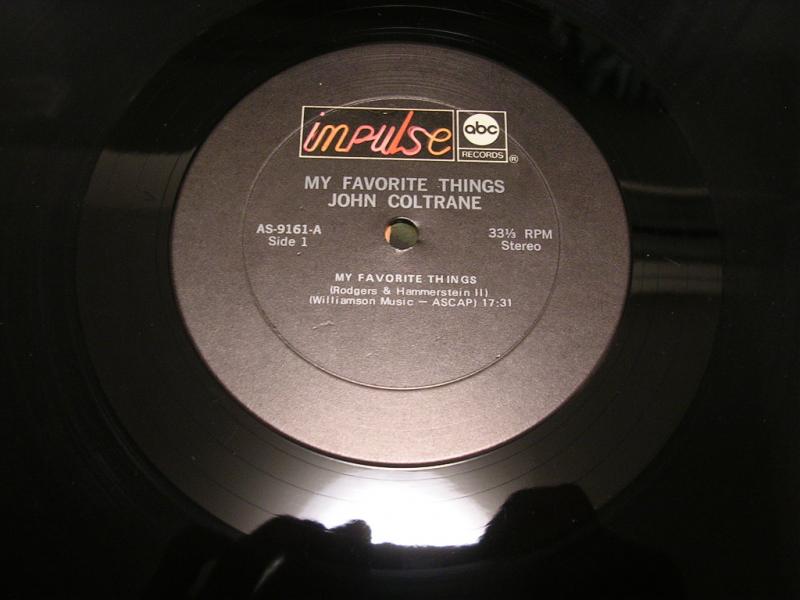 impulse abc
RECORDS ®
MY FAVORITE THINGS
JOHN COLTRANE
AS-9161-A 33⅓ RPM
Side 1 Stereo
MY FAVORITE THINGS
(Rodgers & Hammerstein II)
(Williamson Music — ASCAP) 17:31